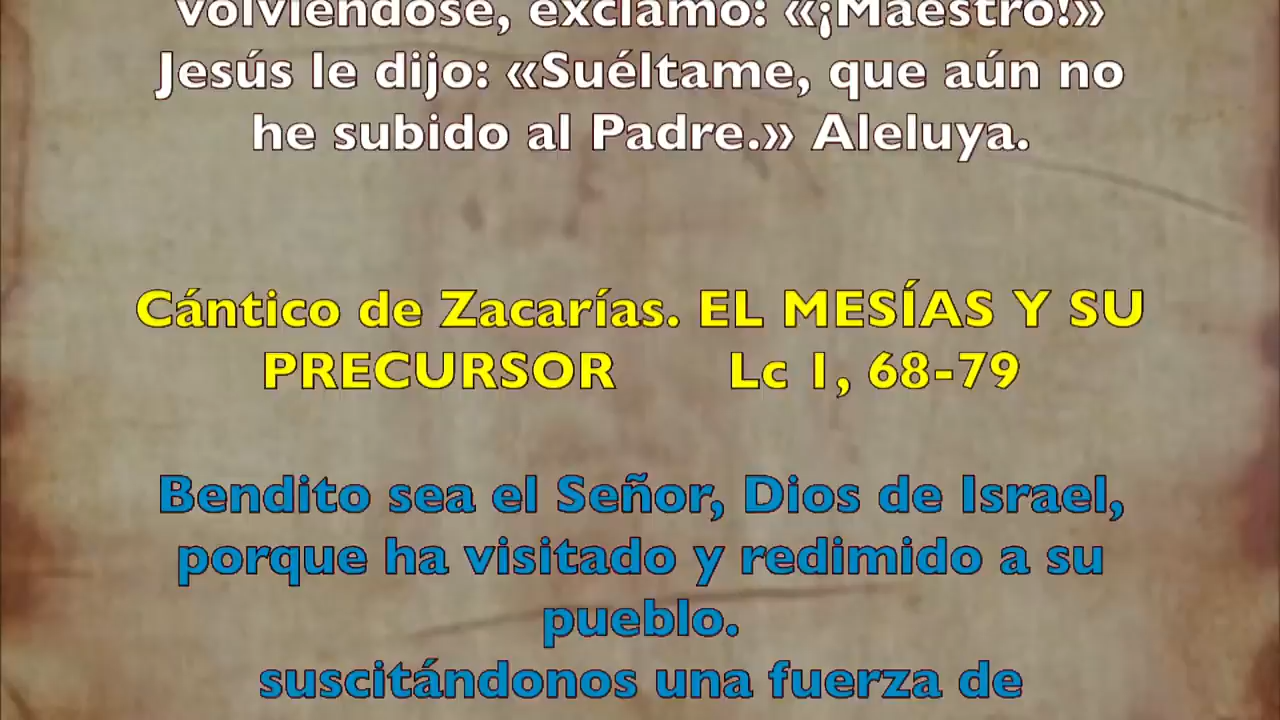 volviéndose, exclamó: «¡Maestro!»
Jesús le dijo: «Suéltame, que aún no
he subido al Padre.» Aleluya.
Cántico de Zacarías. EL MESÍAS Y SU
PRECURSOR Lc 1, 68-79
Bendito sea el Señor, Dios de Israel,
porque ha visitado y redimido a su
pueblo.
suscitándonos una fuerza de